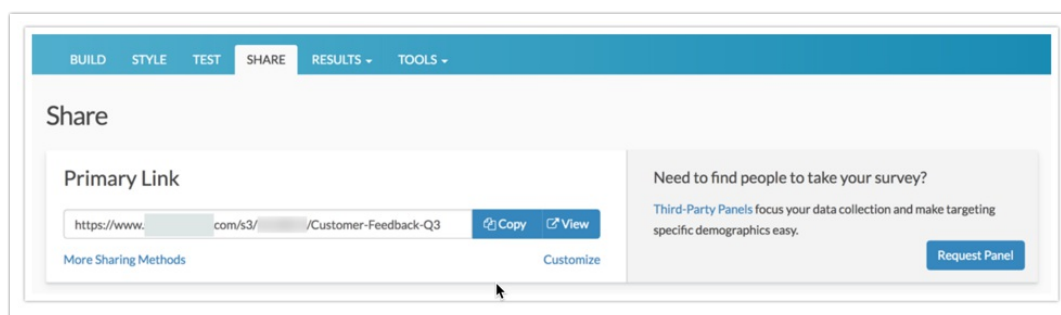 BUILD STYLE TEST SHARE RESULTS TOOLS
Share
Primary Link
https://www. com/s3/ /Customer-Feedback-Q3 Copy View
More Sharing Methods Customize
Need to find people to take your survey?
Third-Party Panels focus your data collection and make targeting
specific demographics easy.
Request Panel